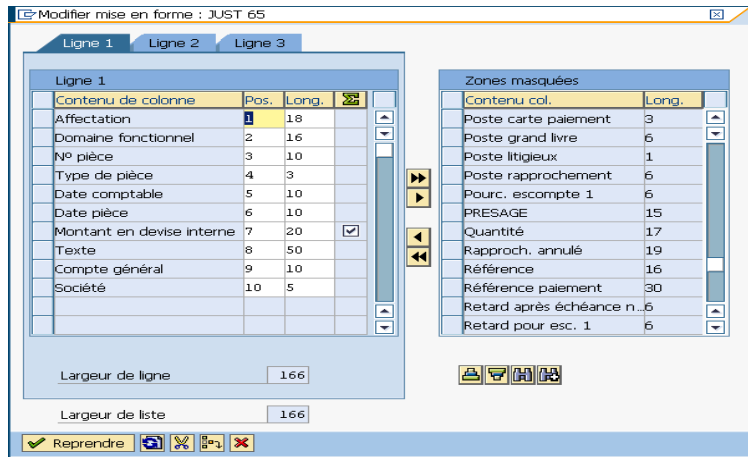 Modifier mise en forme : JUST 65
Ligne 1 Ligne 2 Ligne 3
Ligne 1
Contenu de colonne Pos. Long. Σ
Affectation 1 18
Domaine fonctionnel 2 16
Nº pièce 3 10
Type de pièce 4 3
Date comptable 5 10
Date pièce 6 10
Montant en devise interne 7 20
Texte 8 50
Compte général 9 10
Société 10 5
Largeur de ligne 166
Largeur de liste 166
Zones masquées
Contenu col. Long.
Poste carte paiement 3
Poste grand livre 6
Poste litigieux 1
Poste rapprochement 6
Pourc. escompte 1 6
PRESAGE 15
Quantité 17
Rapproch. annulé 19
Référence 16
Référence paiement 30
Retard après échéance n...6
Retard pour esc. 1 6
Reprendre